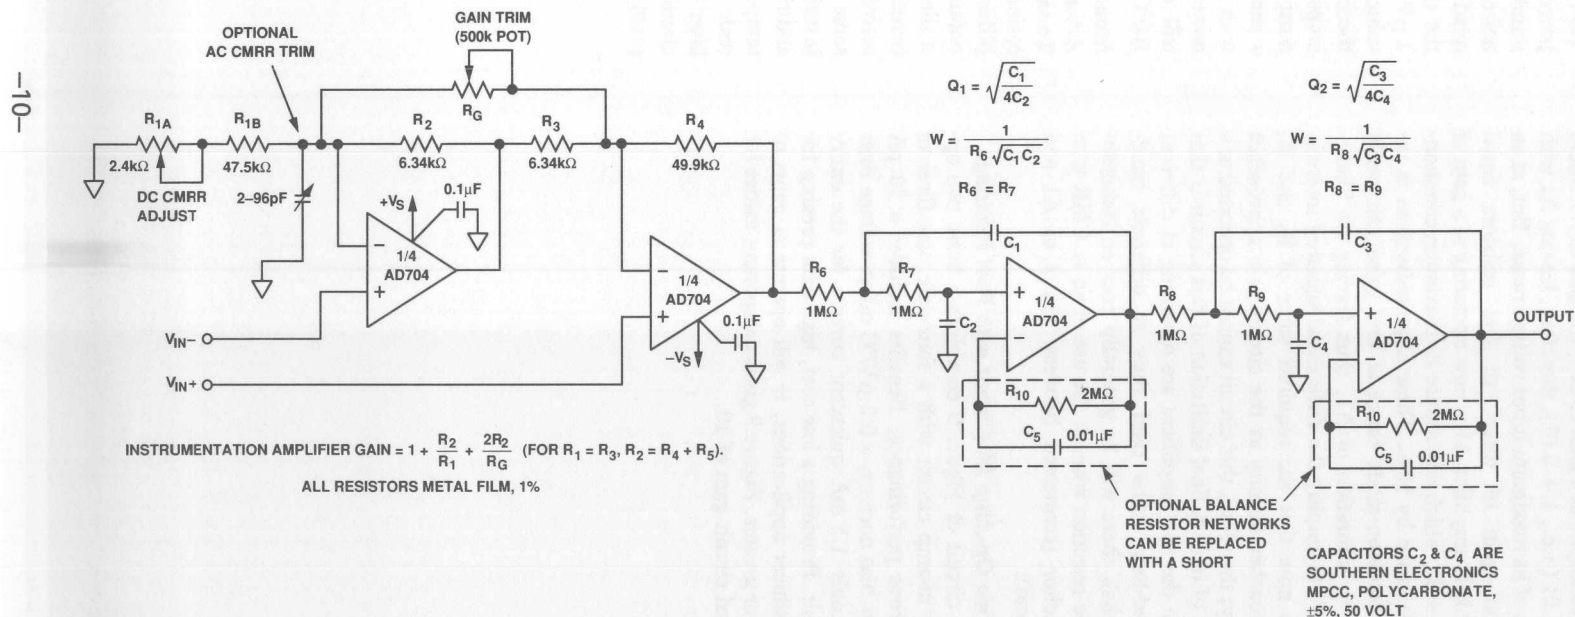 –10–
OPTIONAL
AC CMRR TRIM
GAIN TRIM
(500k POT)
R1A
2.4kΩ
DC CMRR
ADJUST
R1B
47.5kΩ
2–96pF
RG
R2
6.34kΩ
R3
6.34kΩ
R4
49.9kΩ
+VS
0.1µF
–
1/4
AD704
+
VIN–
VIN+
–
1/4
AD704
+
0.1µF
–VS
R6
1MΩ
R7
1MΩ
C1
C2
+
1/4
AD704
–
R10
2MΩ
C5
0.01µF
R8
1MΩ
R9
1MΩ
C3
C4
+
1/4
AD704
–
R10
2MΩ
C5
0.01µF
OUTPUT
Q1 = √C1/4C2
W = 1/R6√C1 C2
R6 = R7
Q2 = √C3/4C4
W = 1/R8√C3 C4
R8 = R9
INSTRUMENTATION AMPLIFIER GAIN = 1 + R2/R1 + 2R2/RG (FOR R1 = R3, R2 = R4 + R5).
ALL RESISTORS METAL FILM, 1%
OPTIONAL BALANCE
RESISTOR NETWORKS
CAN BE REPLACED
WITH A SHORT
CAPACITORS C2 & C4 ARE
SOUTHERN ELECTRONICS
MPCC, POLYCARBONATE,
±5%, 50 VOLT